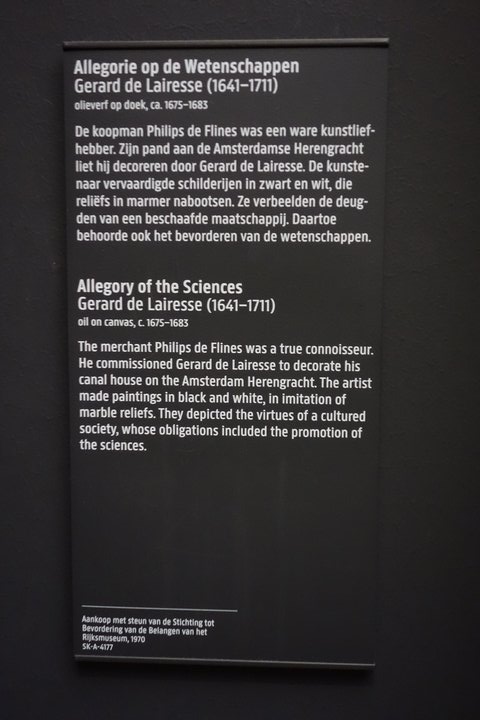 Allegorie op de Wetenschappen
Gerard de Lairesse (1641–1711)
olieverf op doek, ca. 1675–1683
De koopman Philips de Flines was een ware kunstlief-
hebber. Zijn pand aan de Amsterdamse Herengracht
liet hij decoreren door Gerard de Lairesse. De kunste-
naar vervaardigde schilderijen in zwart en wit, die
reliëfs in marmer nabootsen. Ze verbeelden de deug-
den van een beschaafde maatschappij. Daartoe
behoorde ook het bevorderen van de wetenschappen.
Allegory of the Sciences
Gerard de Lairesse (1641–1711)
oil on canvas, c. 1675–1683
The merchant Philips de Flines was a true connoisseur.
He commissioned Gerard de Lairesse to decorate his
canal house on the Amsterdam Herengracht. The artist
made paintings in black and white, in imitation of
marble reliefs. They depicted the virtues of a cultured
society, whose obligations included the promotion of
the sciences.
Aankoop met steun van de Stichting tot
Bevordering van de Belangen van het
Rijksmuseum, 1970
SK-A-4177